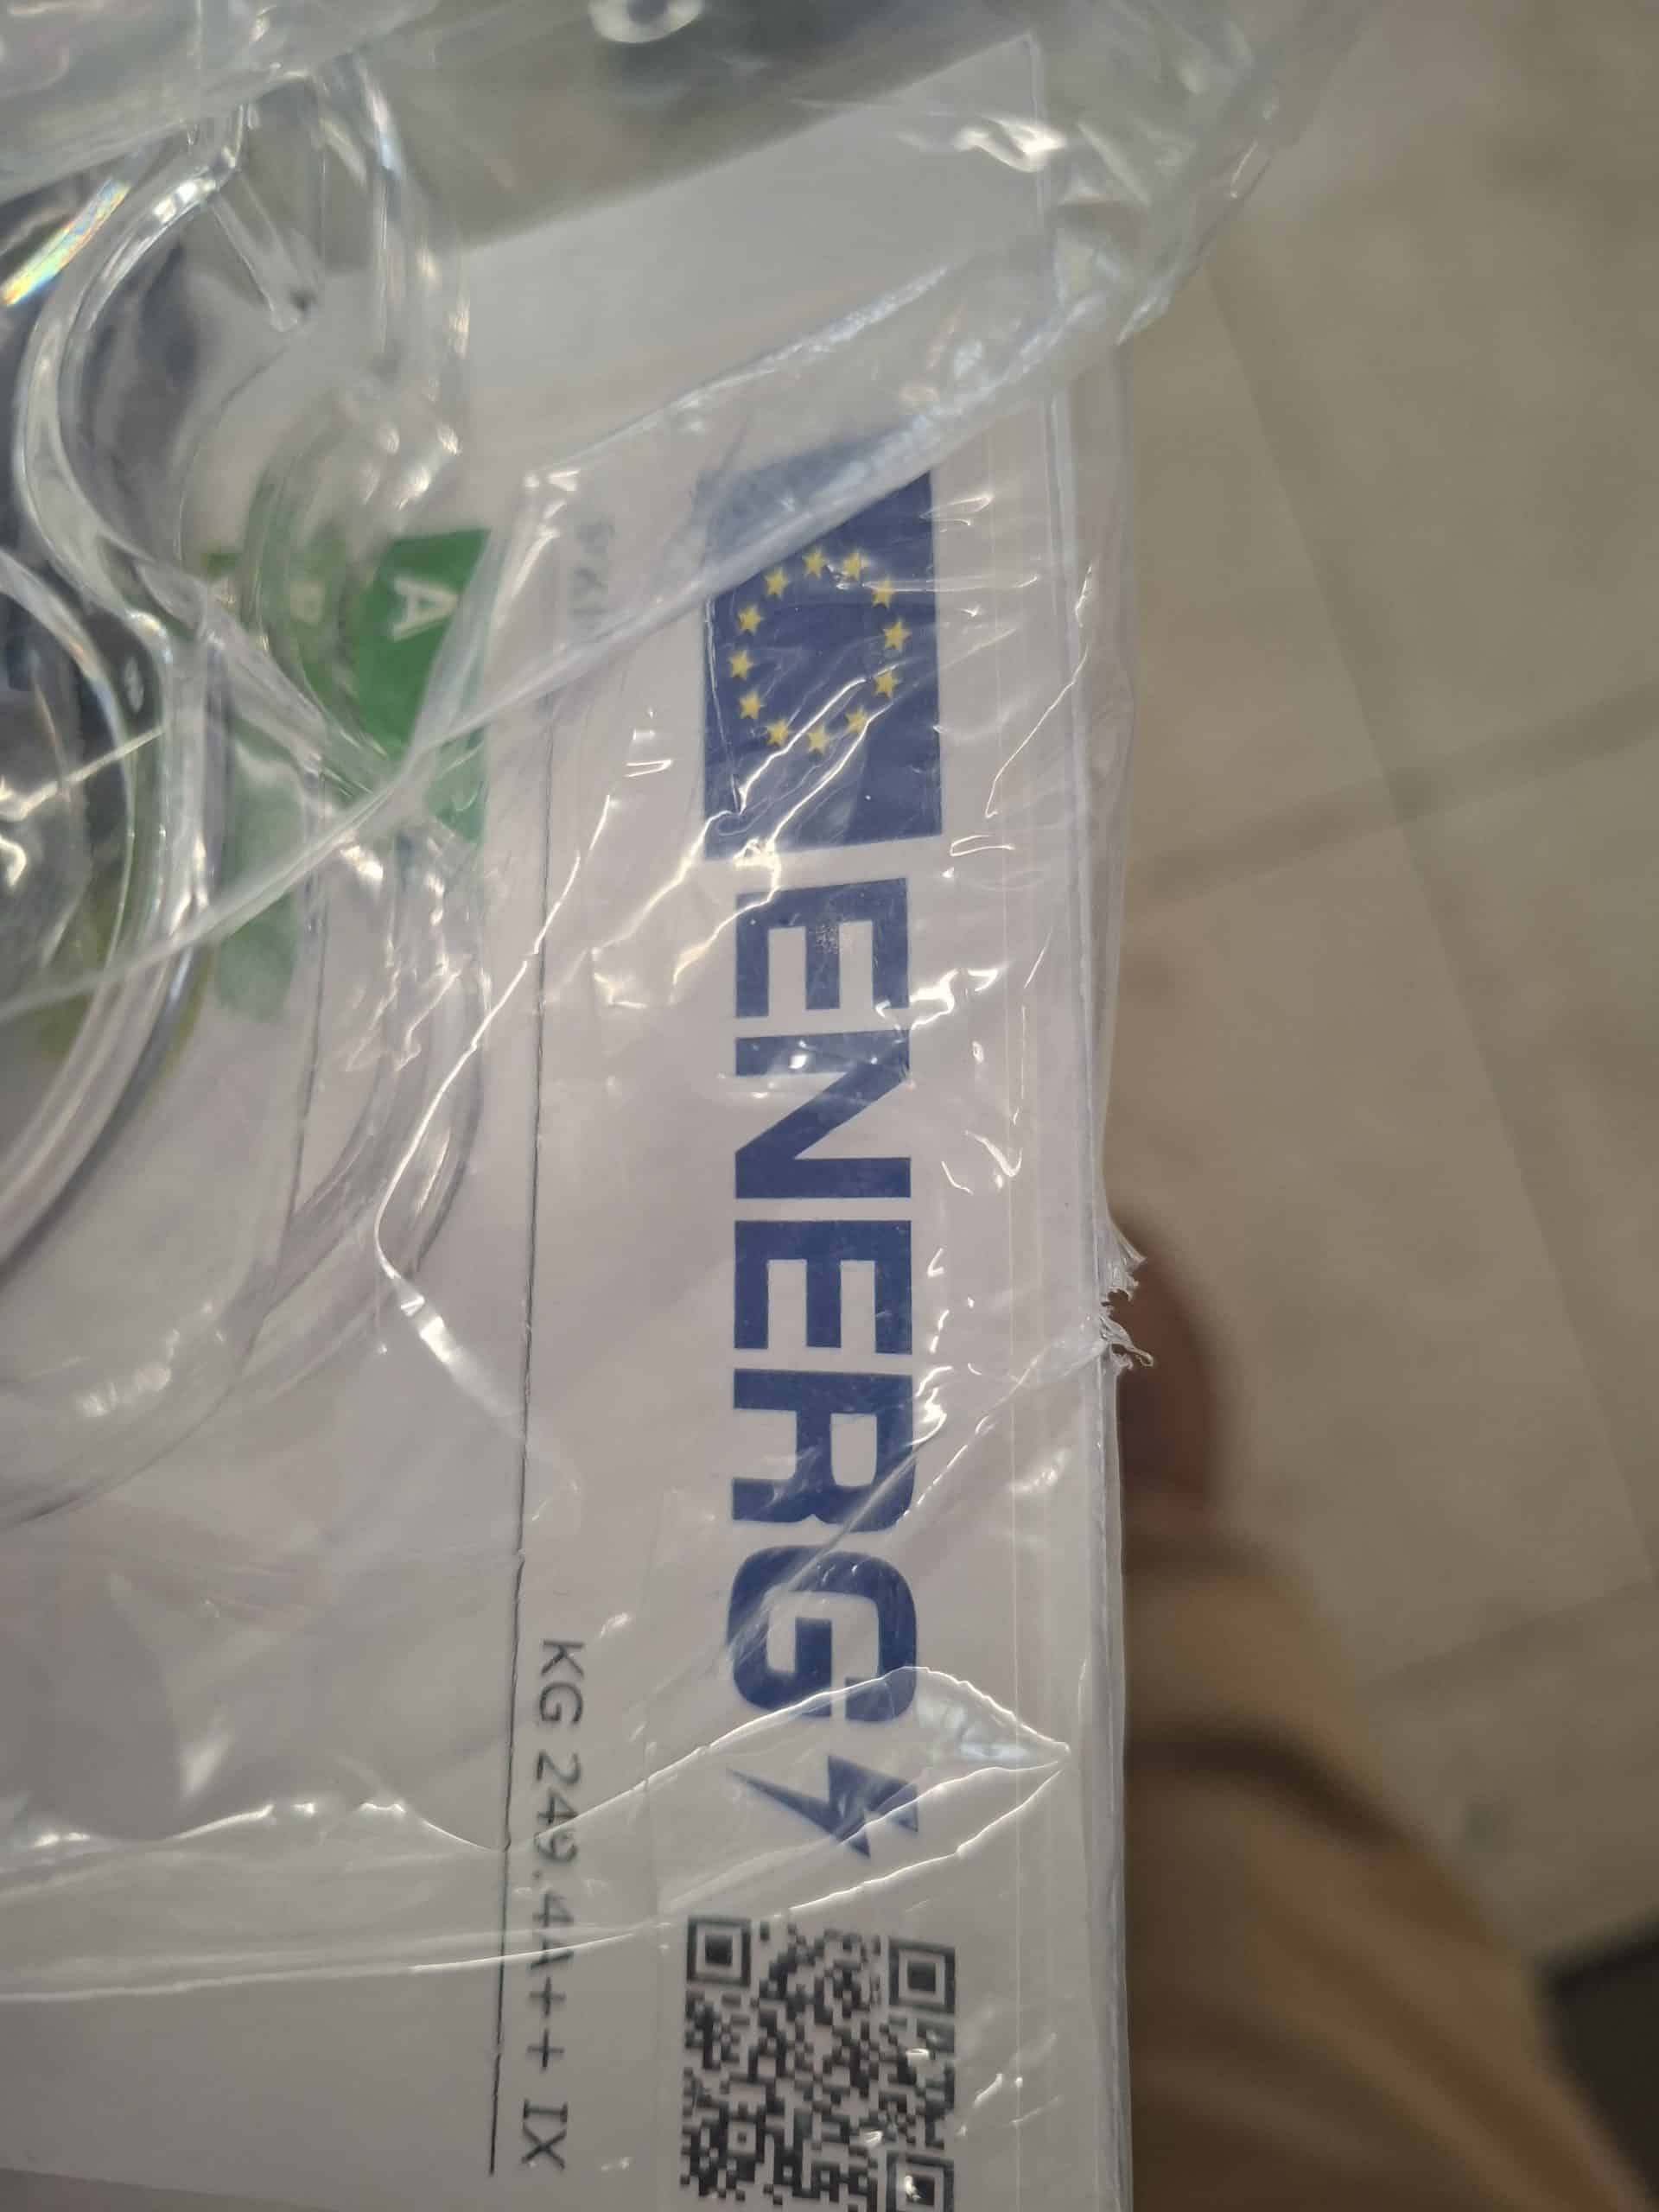 ENERG
KG 249.4A++ IX
A
B